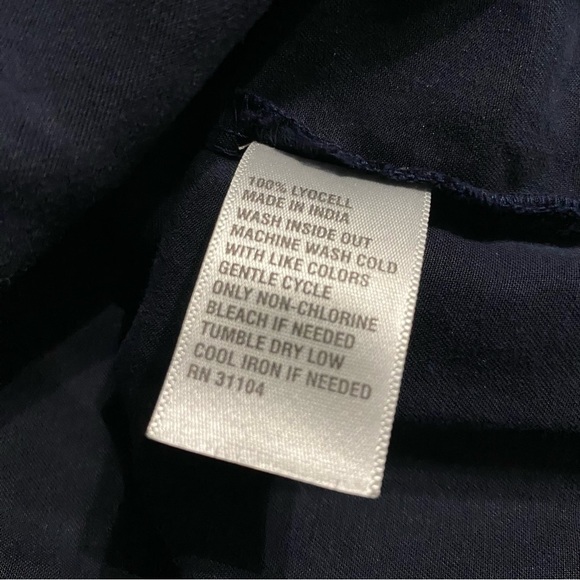 100% LYOCELL
MADE IN INDIA
WASH INSIDE OUT
MACHINE WASH COLD
WITH LIKE COLORS
GENTLE CYCLE
ONLY NON-CHLORINE
BLEACH IF NEEDED
TUMBLE DRY LOW
COOL IRON IF NEEDED
RN 31104